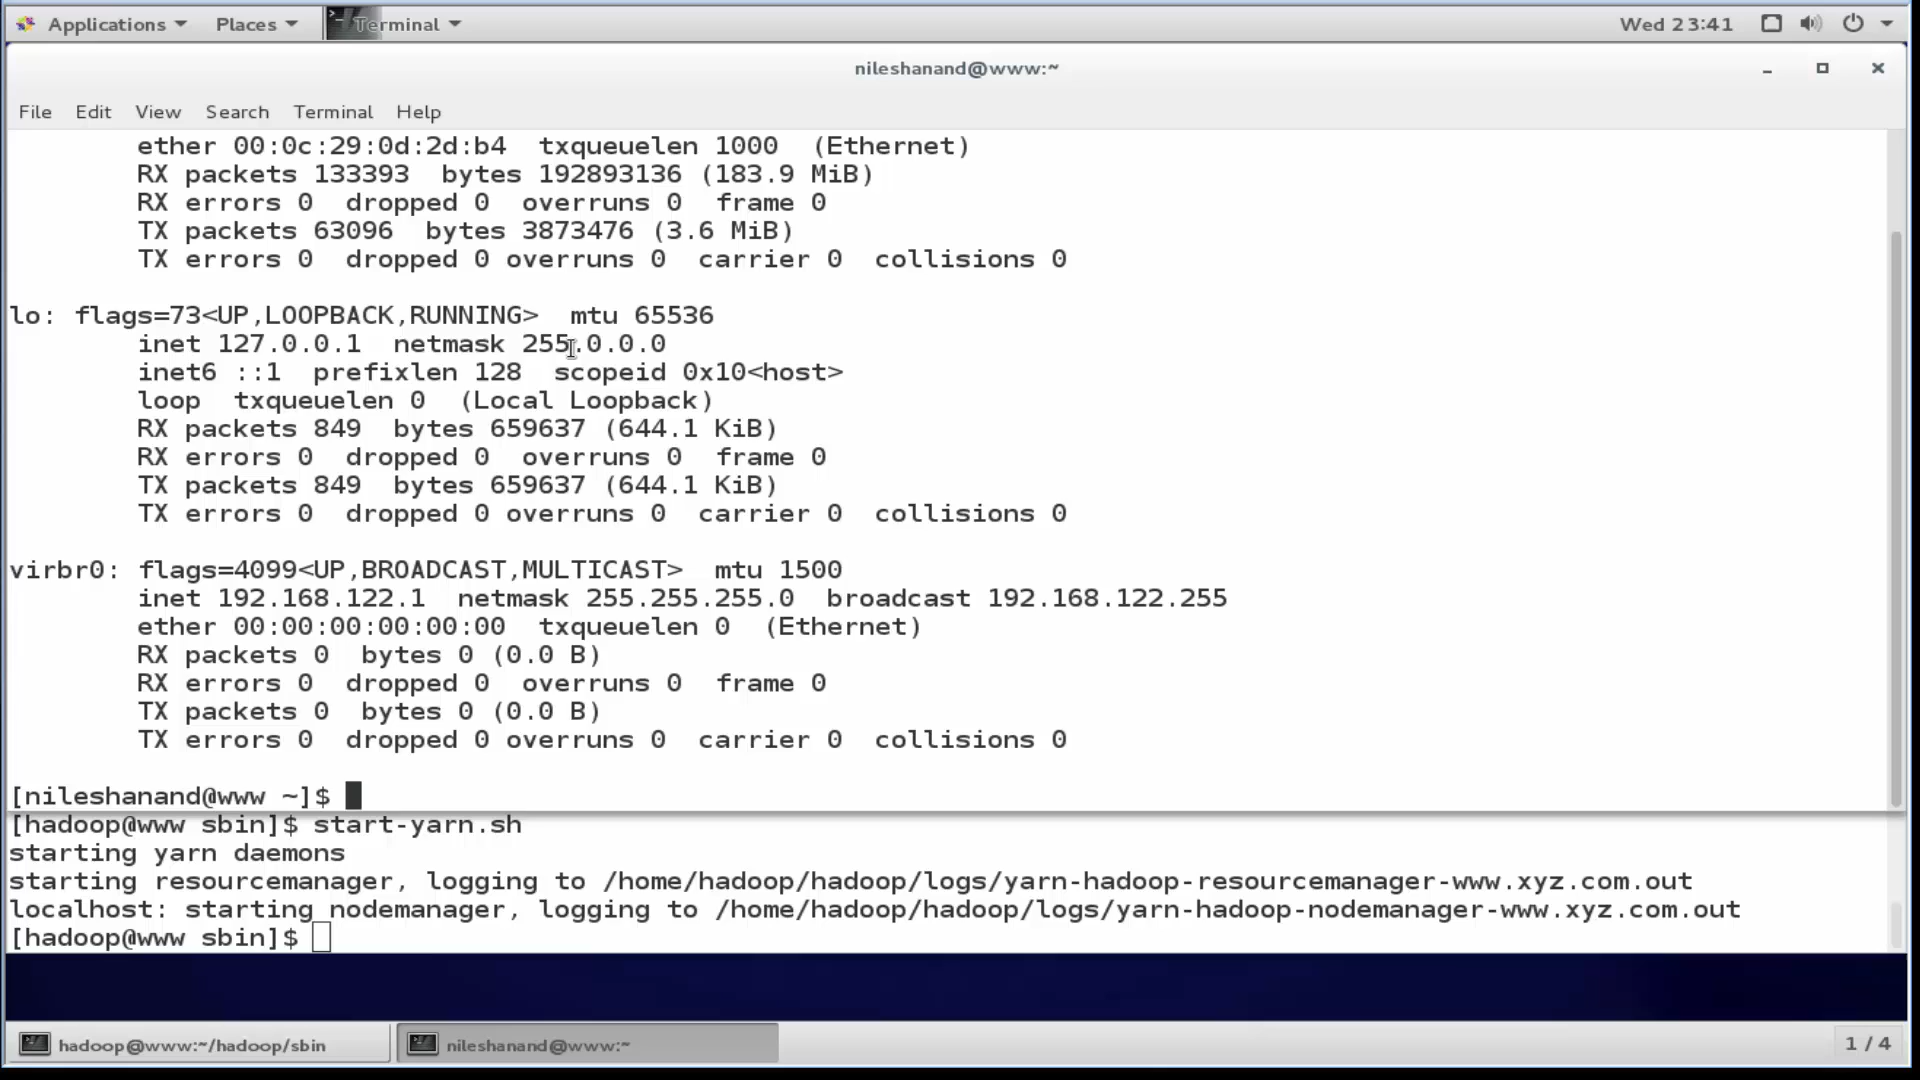 Applications Places Terminal Wed 23:41
nileshanand@www:~
File Edit View Search Terminal Help
ether 00:0c:29:0d:2d:b4 txqueuelen 1000 (Ethernet)
RX packets 133393 bytes 192893136 (183.9 MiB)
RX errors 0 dropped 0 overruns 0 frame 0
TX packets 63096 bytes 3873476 (3.6 MiB)
TX errors 0 dropped 0 overruns 0 carrier 0 collisions 0
lo: flags=73<UP,LOOPBACK,RUNNING> mtu 65536
inet 127.0.0.1 netmask 255.0.0.0
inet6 ::1 prefixlen 128 scopeid 0x10<host>
loop txqueuelen 0 (Local Loopback)
RX packets 849 bytes 659637 (644.1 KiB)
RX errors 0 dropped 0 overruns 0 frame 0
TX packets 849 bytes 659637 (644.1 KiB)
TX errors 0 dropped 0 overruns 0 carrier 0 collisions 0
virbr0: flags=4099<UP,BROADCAST,MULTICAST> mtu 1500
inet 192.168.122.1 netmask 255.255.255.0 broadcast 192.168.122.255
ether 00:00:00:00:00:00 txqueuelen 0 (Ethernet)
RX packets 0 bytes 0 (0.0 B)
RX errors 0 dropped 0 overruns 0 frame 0
TX packets 0 bytes 0 (0.0 B)
TX errors 0 dropped 0 overruns 0 carrier 0 collisions 0
[nileshanand@www ~]$
[hadoop@www sbin]$ start-yarn.sh
starting yarn daemons
starting resourcemanager, logging to /home/hadoop/hadoop/logs/yarn-hadoop-resourcemanager-www.xyz.com.out
localhost: starting nodemanager, logging to /home/hadoop/hadoop/logs/yarn-hadoop-nodemanager-www.xyz.com.out
[hadoop@www sbin]$
hadoop@www:~/hadoop/sbin nileshanand@www:~ 1 / 4